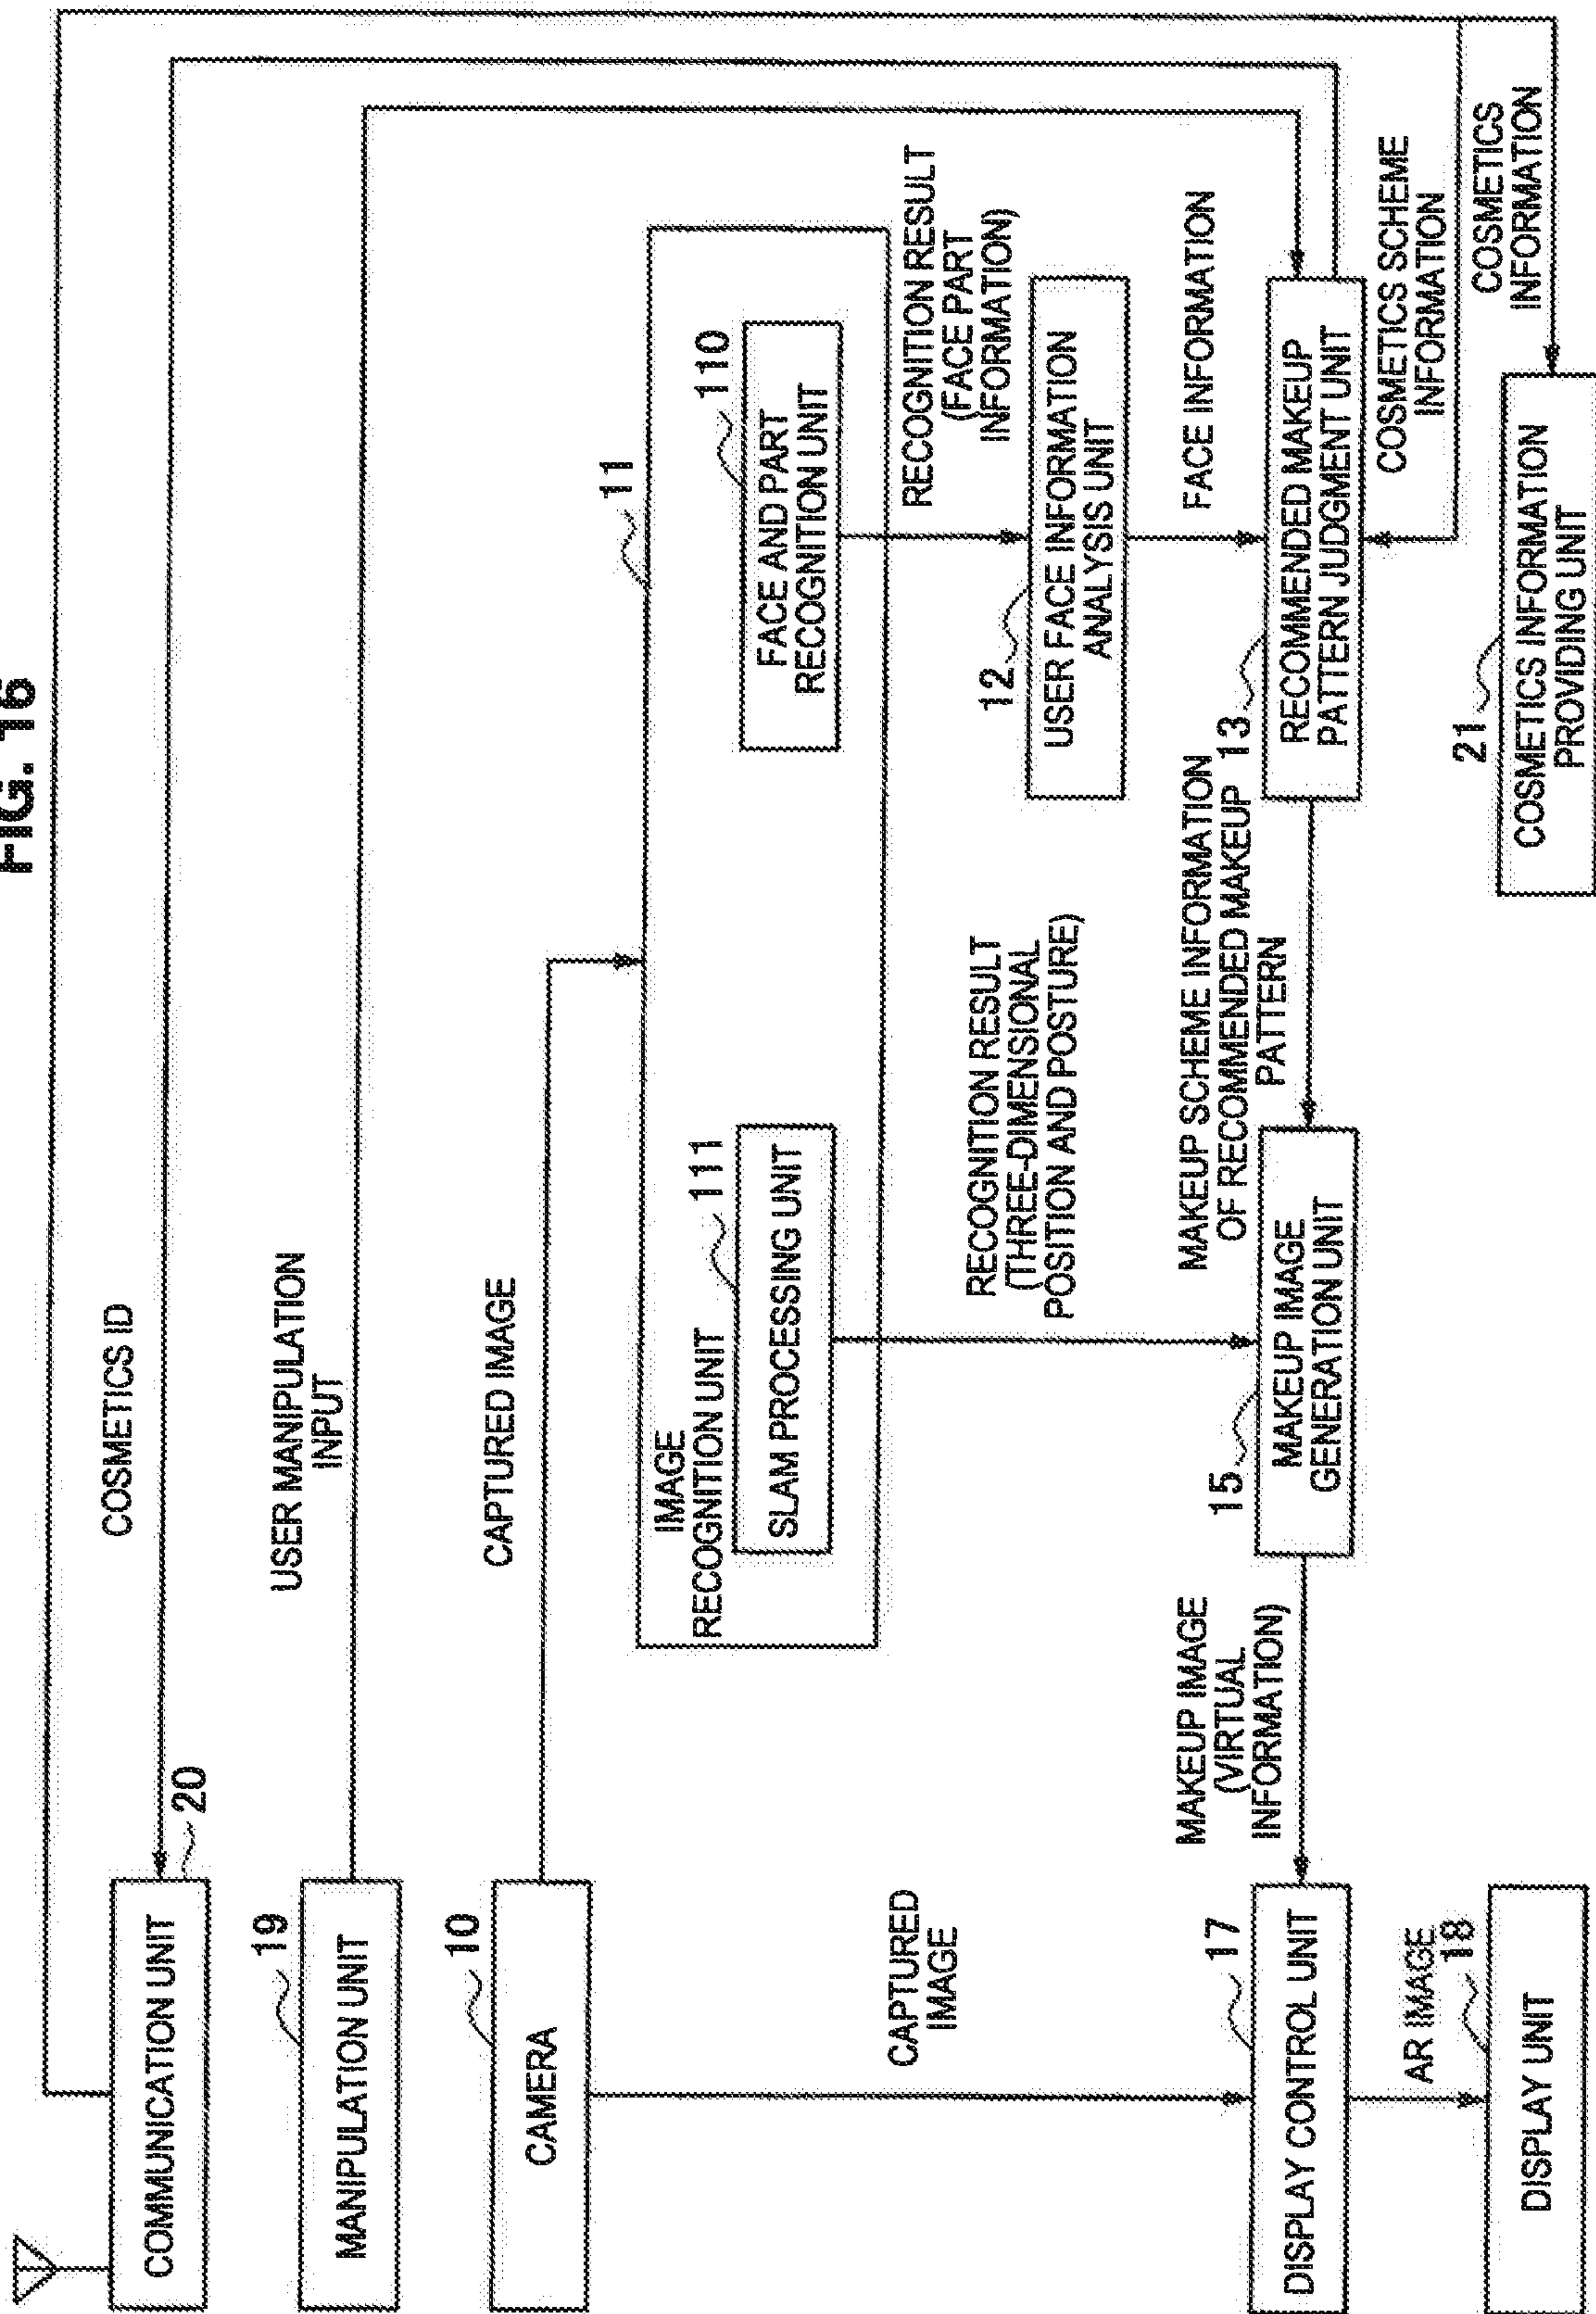 FIG. 16
COMMUNICATION UNIT
20
COSMETICS ID
19
MANIPULATION UNIT
USER MANIPULATION
INPUT
10
CAMERA
CAPTURED IMAGE
11
IMAGE
RECOGNITION UNIT
111
SLAM PROCESSING UNIT
110
FACE AND PART
RECOGNITION UNIT
RECOGNITION RESULT
(FACE PART
INFORMATION)
12
USER FACE INFORMATION
ANALYSIS UNIT
CAPTURED
IMAGE
RECOGNITION RESULT
(THREE-DIMENSIONAL
POSITION AND POSTURE)
FACE INFORMATION
17
DISPLAY CONTROL UNIT
MAKEUP IMAGE
(VIRTUAL
INFORMATION)
15
MAKEUP IMAGE
GENERATION UNIT
MAKEUP SCHEME INFORMATION
OF RECOMMENDED MAKEUP
PATTERN
13
RECOMMENDED MAKEUP
PATTERN JUDGMENT UNIT
COSMETICS SCHEME
INFORMATION
COSMETICS
INFORMATION
AR IMAGE
18
DISPLAY UNIT
21
COSMETICS INFORMATION
PROVIDING UNIT